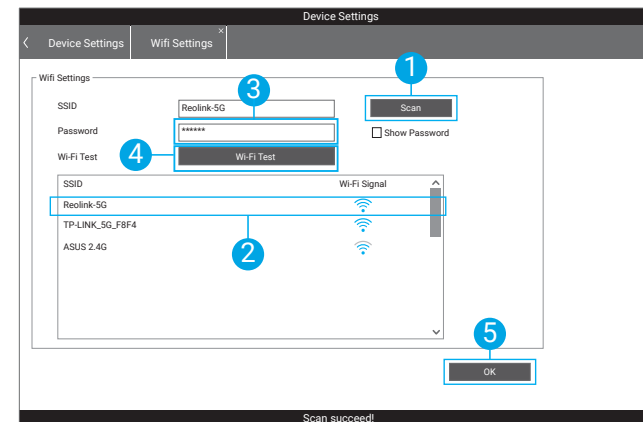 Device Settings
Device Settings
Wifi Settings
×
1
Wifi Settings
3
SSID
Reolink-5G
Scan
Password
******
Show Password
4
Wi-Fi Test
Wi-Fi Test
SSID
Wi-Fi Signal
Reolink-5G
TP-LINK_5G_F8F4
ASUS 2.4G
2
5
OK
Scan succeed!